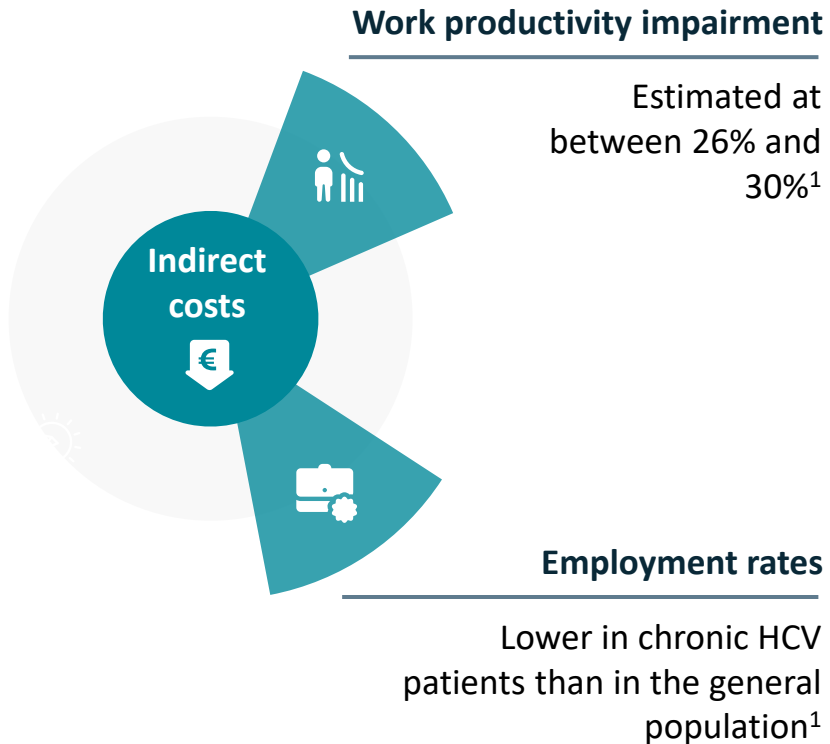 Work productivity impairment
Estimated at
between 26% and
30%¹
Indirect
costs
€
Employment rates
Lower in chronic HCV
patients than in the general
population¹